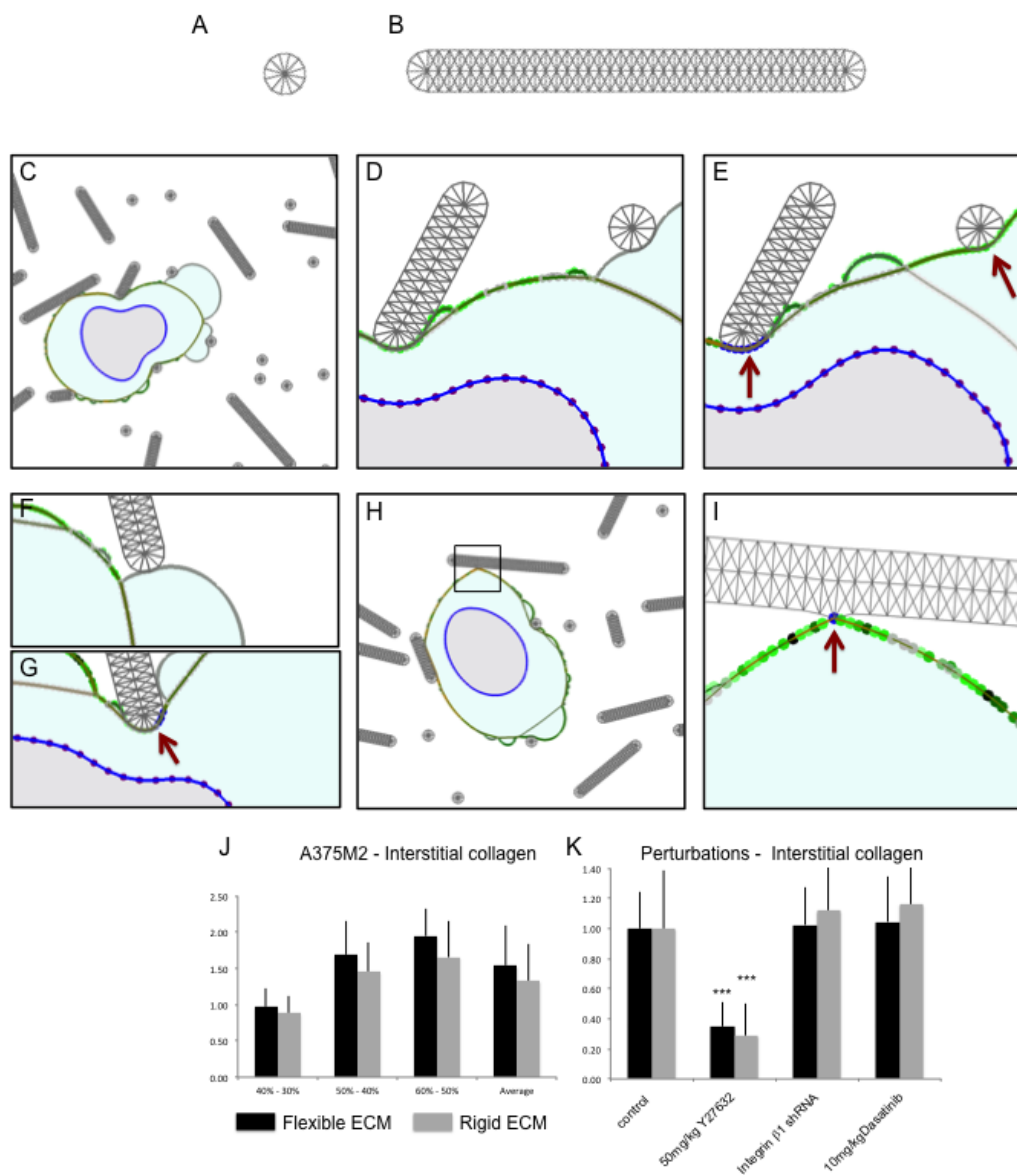 A
B
C
D
E
F
G
H
I
J
A375M2 - Interstitial collagen
2.50
2.00
1.50
1.00
0.50
0.00
40% - 30%
50% - 40%
60% - 50%
Average
Flexible ECM
Rigid ECM
K
Perturbations - Interstitial collagen
1.40
1.20
1.00
0.80
0.60
0.40
0.20
0.00
***
***
control
50mg/kg Y27632
Integrin β1 shRNA
10mg/kgDasatinib